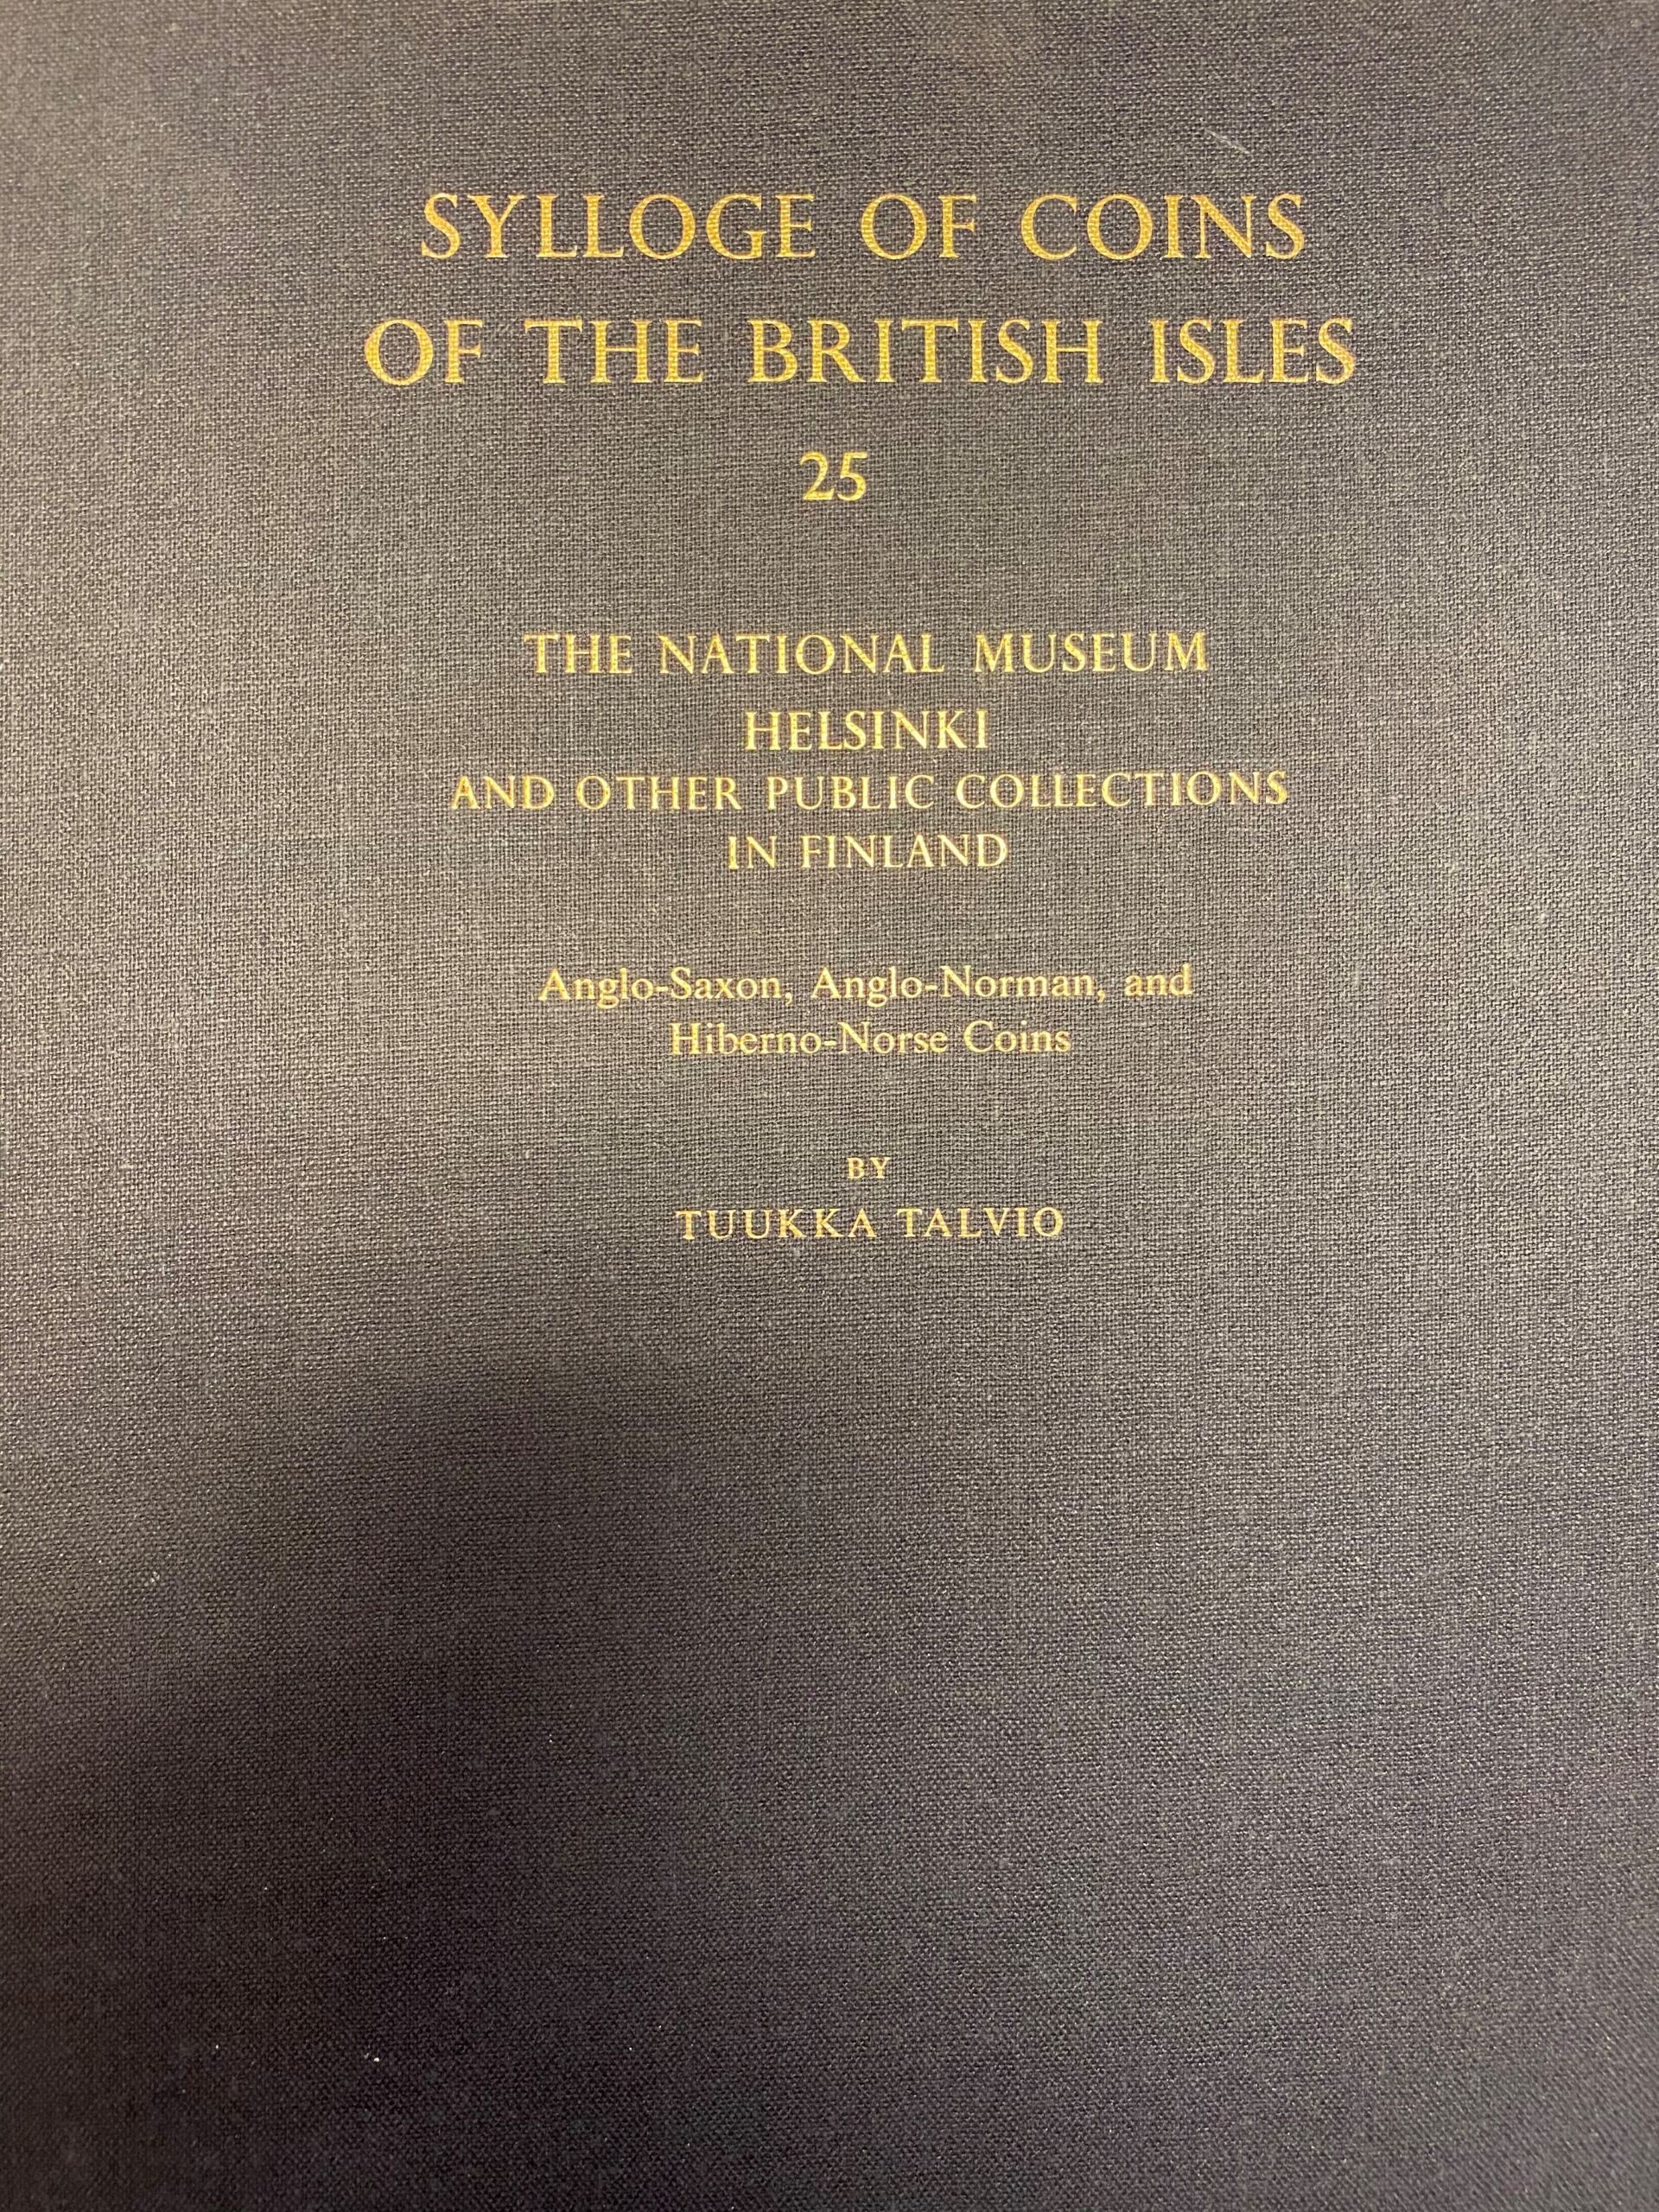 SYLLOGE OF COINS
OF THE BRITISH ISLES
25
THE NATIONAL MUSEUM
HELSINKI
AND OTHER PUBLIC COLLECTIONS
IN FINLAND
Anglo-Saxon, Anglo-Norman, and
Hiberno-Norse Coins
BY
TUUKKA TALVIO